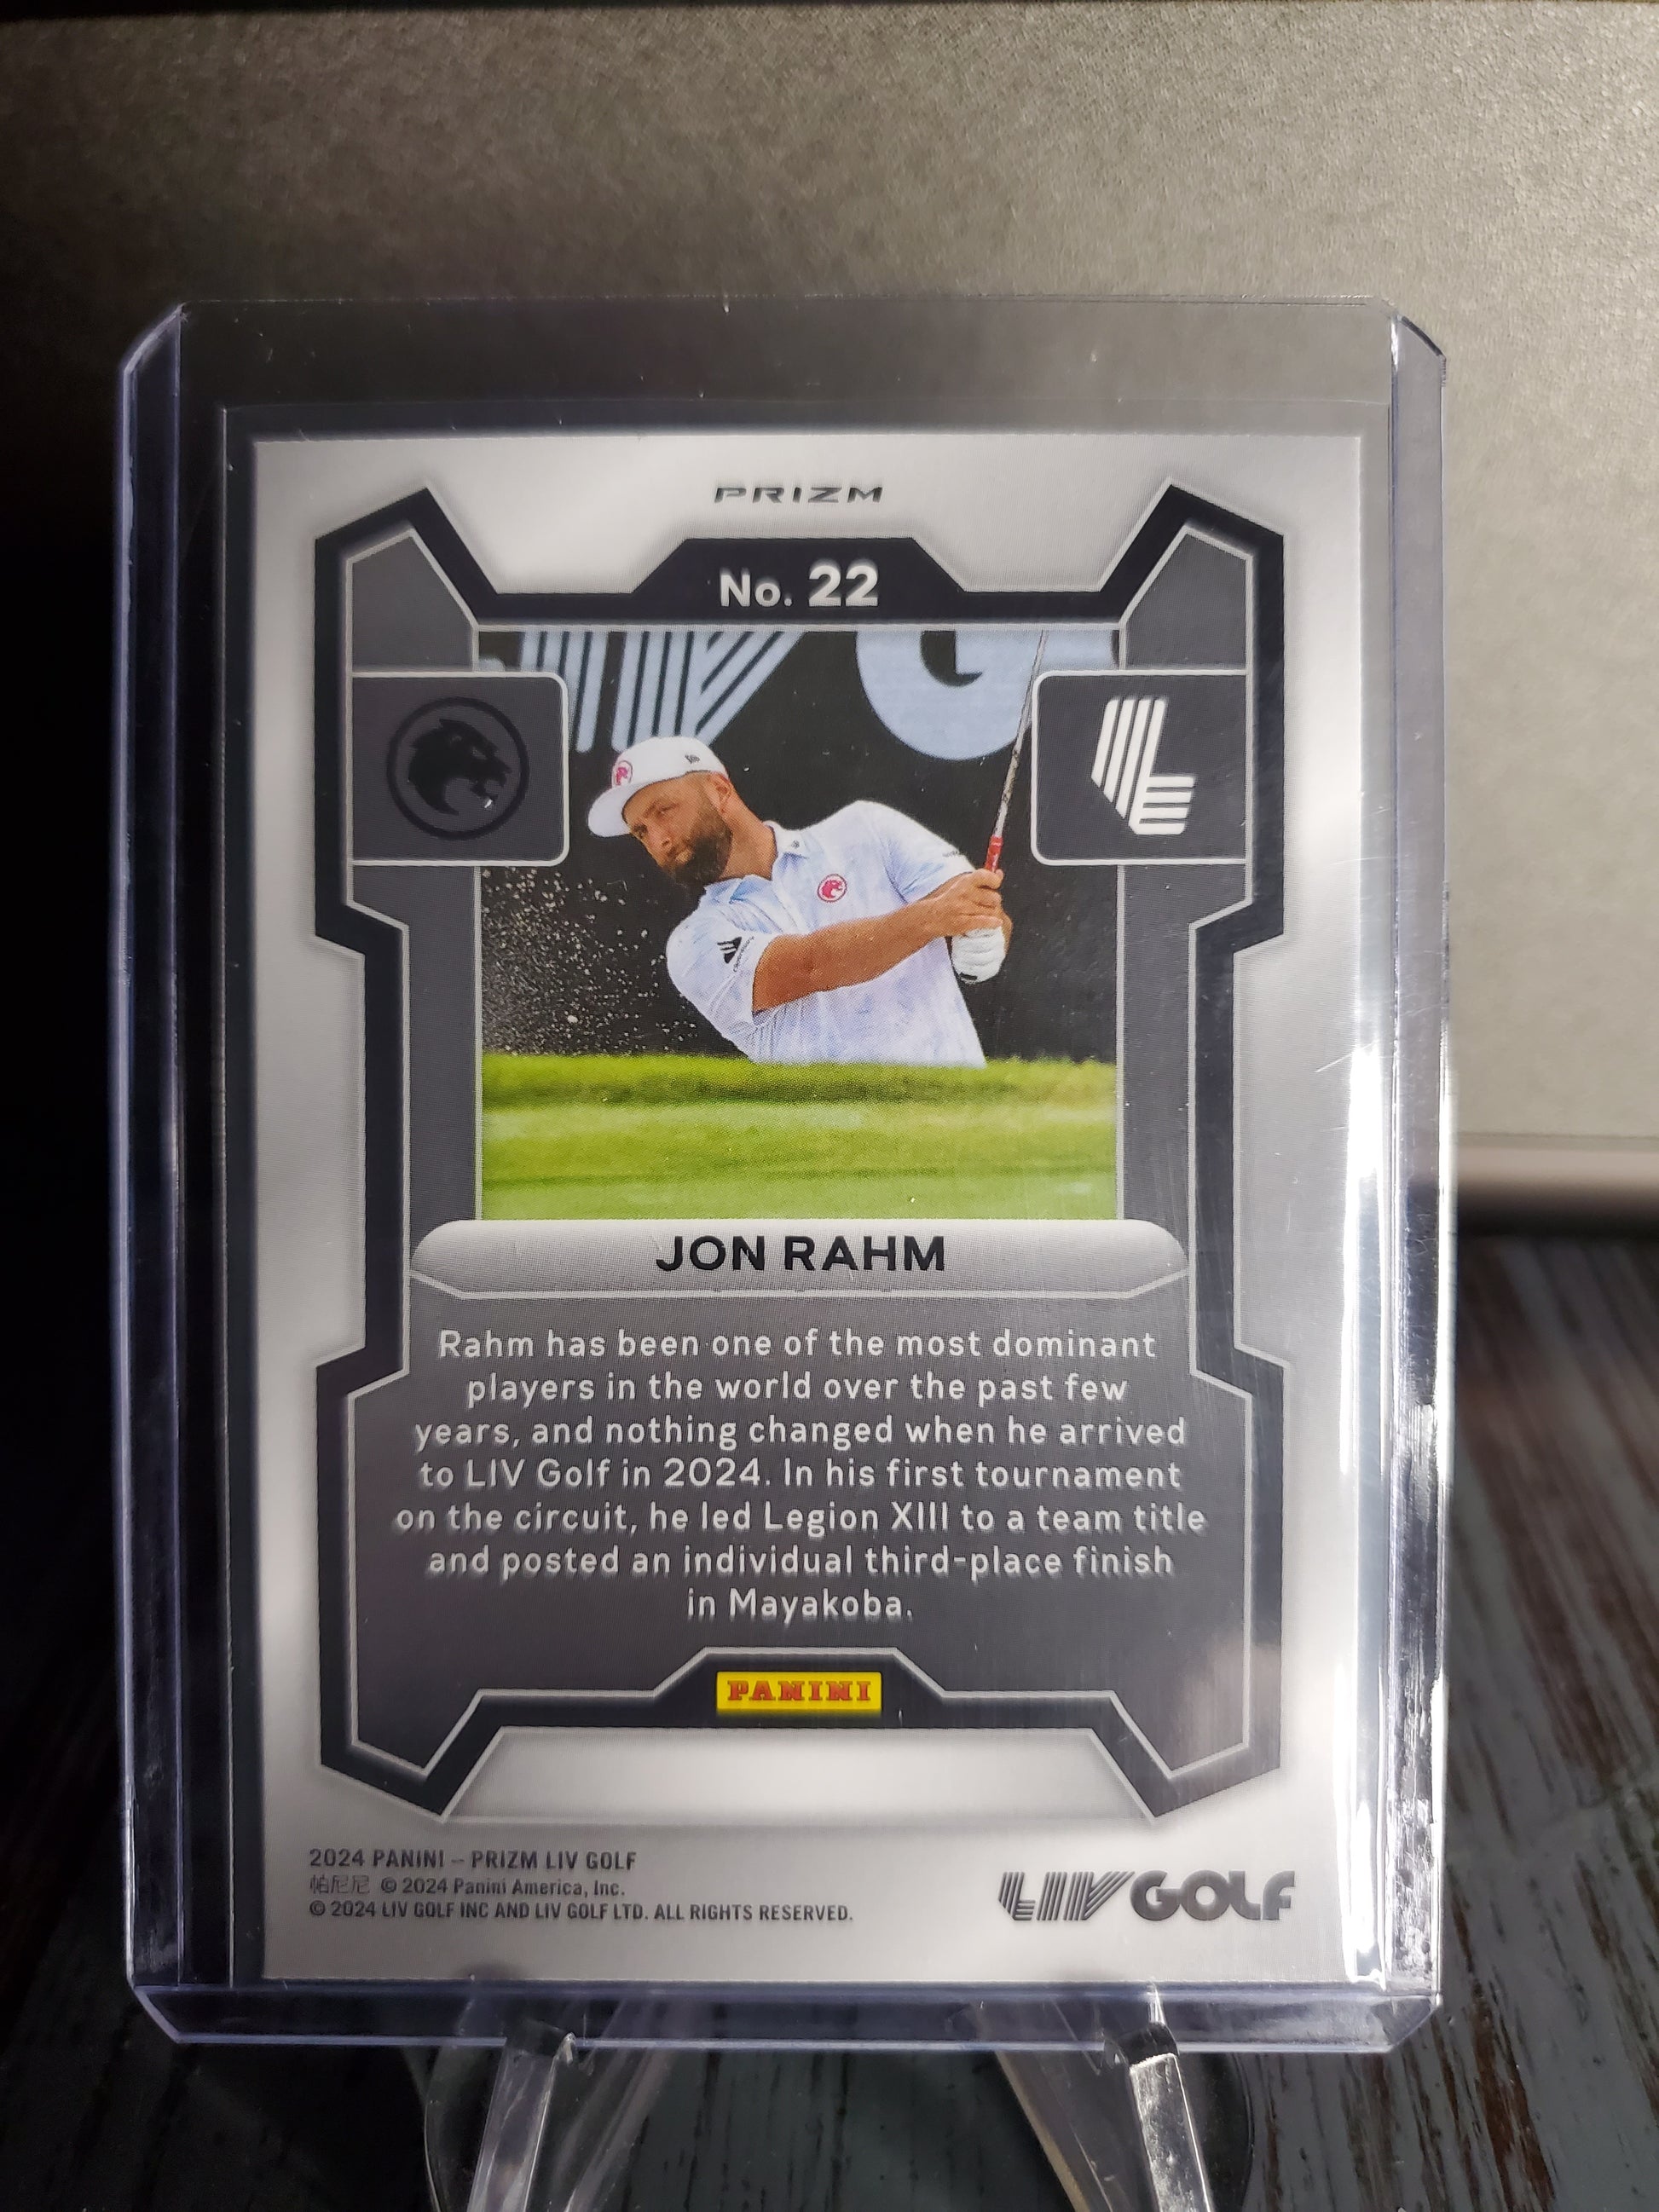 PRIZM
No. 22
LIV G
JON RAHM
Rahm has been one of the most dominant
players in the world over the past few
years, and nothing changed when he arrived
to LIV Golf in 2024. In his first tournament
on the circuit, he led Legion XIII to a team title
and posted an individual third-place finish
in Mayakoba.
PANINI
2024 PANINI – PRIZM LIV GOLF
帕尼尼 © 2024 Panini America, Inc.
© 2024 LIV GOLF INC AND LIV GOLF LTD. ALL RIGHTS RESERVED.
LIV GOLF